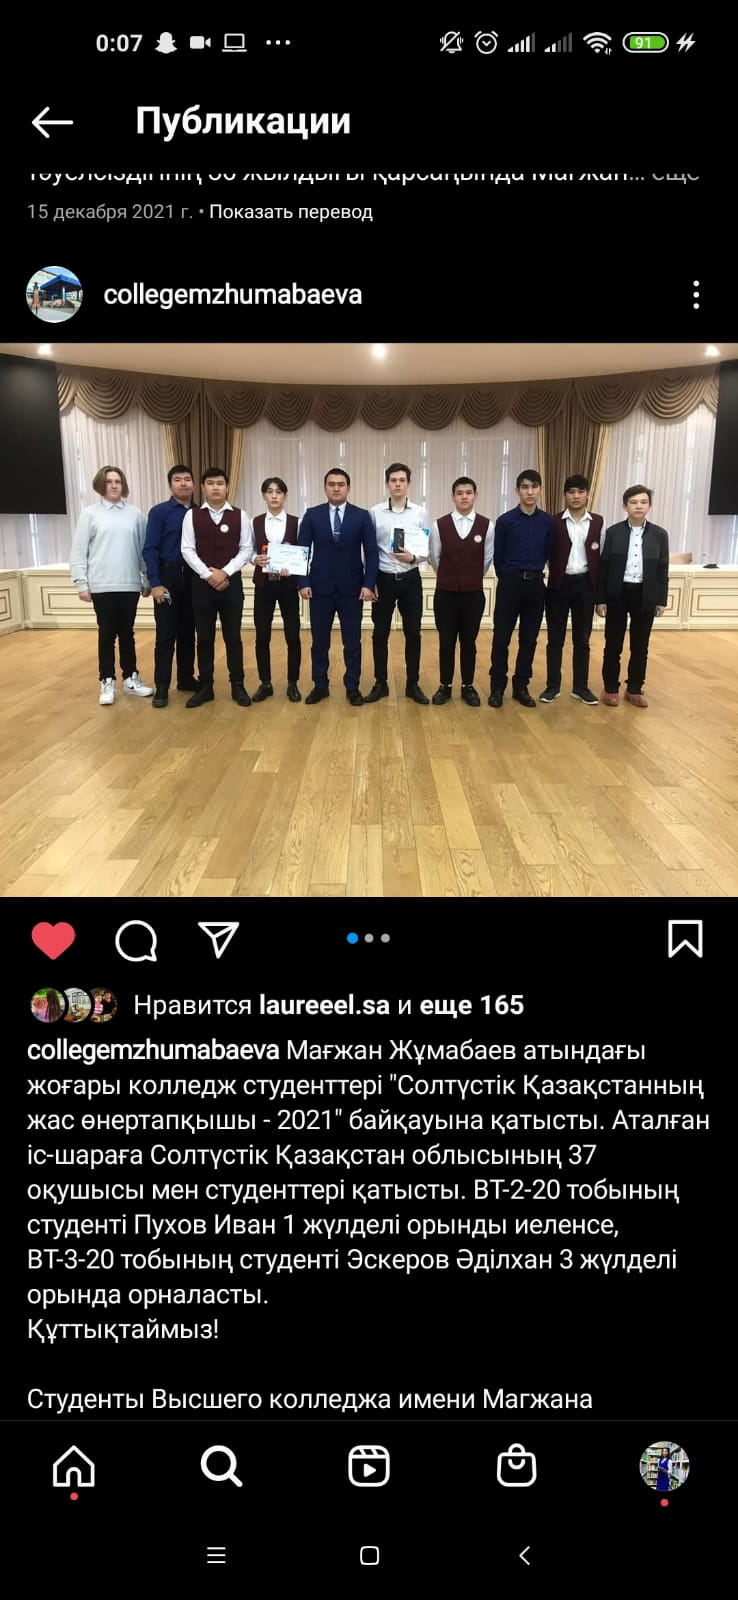 0:07
91
Публикации
15 декабря 2021 г. • Показать перевод
collegemzhumabaeva
Нравится laureeel.sa и еще 165
collegemzhumabaeva Мағжан Жұмабаев атындағы
жоғары колледж студенттері "Солтүстік Қазақстанның
жас өнертапқышы - 2021" байқауына қатысты. Аталған
іс-шараға Солтүстік Қазақстан облысының 37
оқушысы мен студенттері қатысты. ВТ-2-20 тобының
студенті Пухов Иван 1 жүлделі орынды иеленсе,
ВТ-3-20 тобының студенті Эскеров Әділхан 3 жүлделі
орында орналасты.
Құттықтаймыз!
Студенты Высшего колледжа имени Магжана